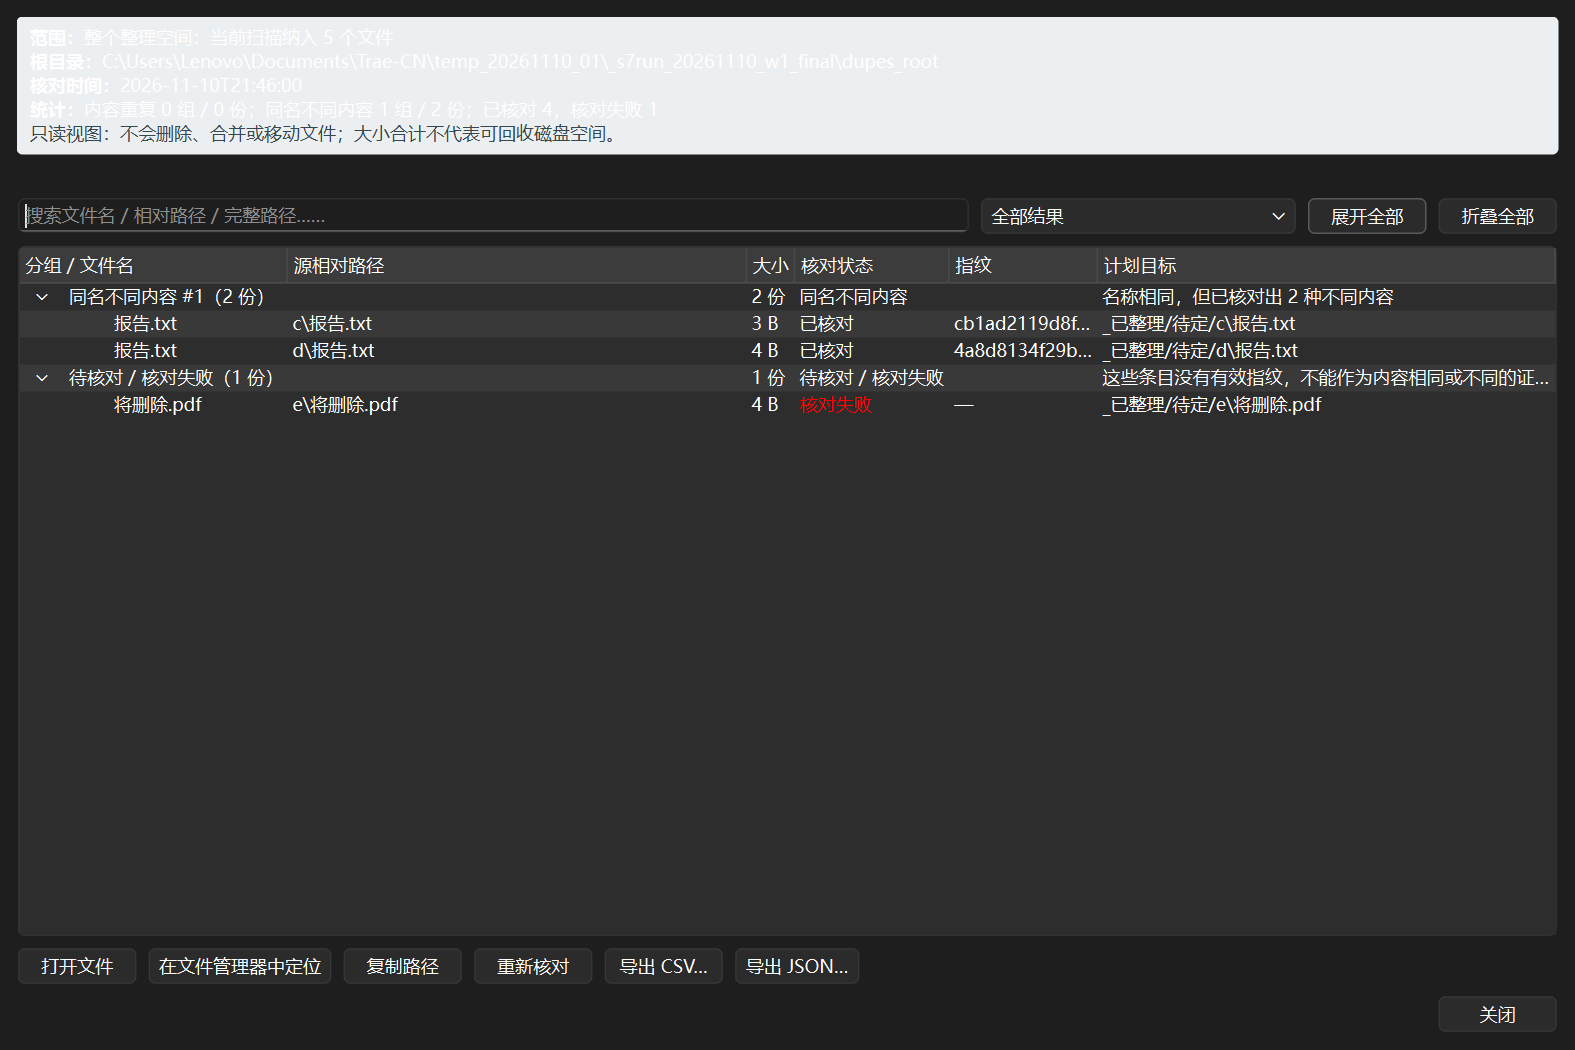 范围：整个整理空间：当前扫描纳入 5 个文件
根目录：C:\Users\Lenovo\Documents\Trae-CN\temp_20261110_01\_s7run_20261110_w1_final\dupes_root
核对时间：2026-11-10T21:46:00
统计：内容重复 0 组 / 0 份；同名不同内容 1 组 / 2 份；已核对 4，核对失败 1
只读视图：不会删除、合并或移动文件；大小合计不代表可回收磁盘空间。
搜索文件名 / 相对路径 / 完整路径…… 全部结果 展开全部 折叠全部
分组 / 文件名 源相对路径 大小 核对状态 指纹 计划目标
同名不同内容 #1（2 份） 2 份 同名不同内容 名称相同，但已核对出 2 种不同内容
报告.txt c\报告.txt 3 B 已核对 cb1ad2119d8f... _已整理/待定/c\报告.txt
报告.txt d\报告.txt 4 B 已核对 4a8d8134f29b... _已整理/待定/d\报告.txt
待核对 / 核对失败（1 份） 1 份 待核对 / 核对失败 这些条目没有有效指纹，不能作为内容相同或不同的证...
将删除.pdf e\将删除.pdf 4 B 核对失败 — _已整理/待定/e\将删除.pdf
打开文件 在文件管理器中定位 复制路径 重新核对 导出 CSV... 导出 JSON...
关闭